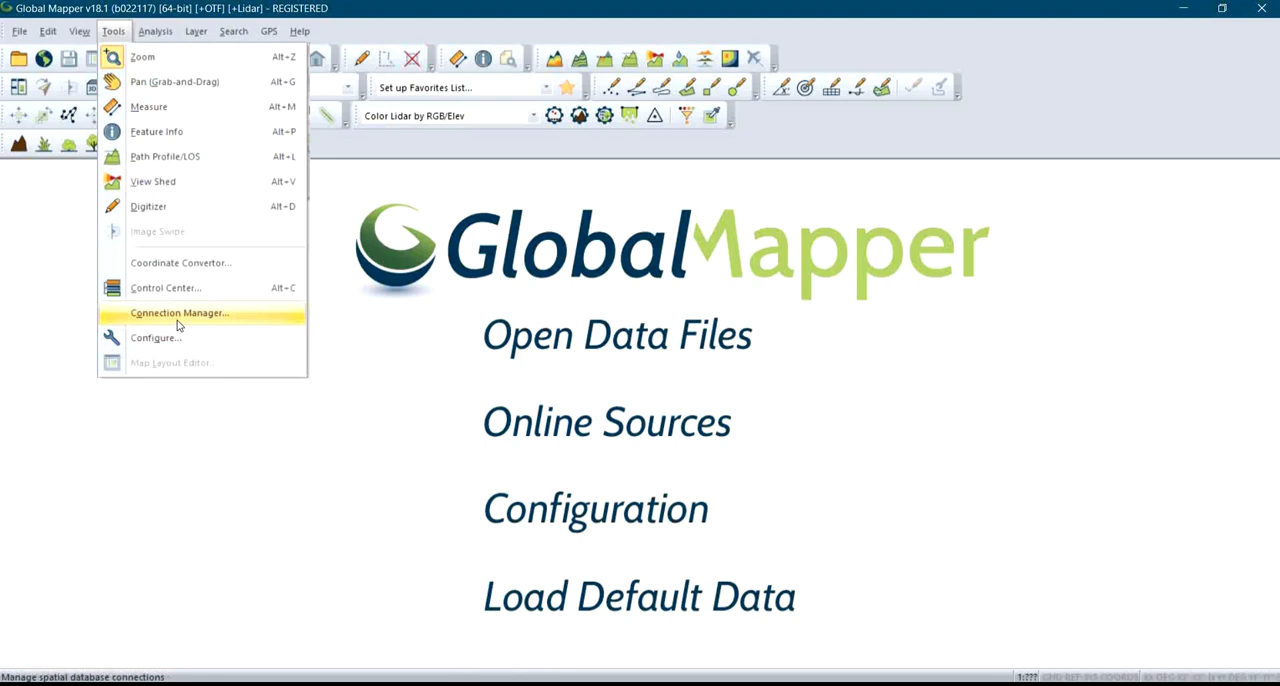 Global Mapper v18.1 (b022117) [64-bit] [+OTF] [+Lidar] - REGISTERED
File Edit View Tools Analysis Layer Search GPS Help
Zoom Alt+Z
Pan (Grab-and-Drag) Alt+G
Set up Favorites List...
Measure Alt+M
Color Lidar by RGB/Elev
Feature Info Alt+P
Path Profile/LOS Alt+L
View Shed Alt+V
Digitizer Alt+D
Image Swipe
Coordinate Convertor...
Control Center... Alt+C
Connection Manager...
Configure...
Map Layout Editor...
GlobalMapper
Open Data Files
Online Sources
Configuration
Load Default Data
Manage spatial database connections
1:???